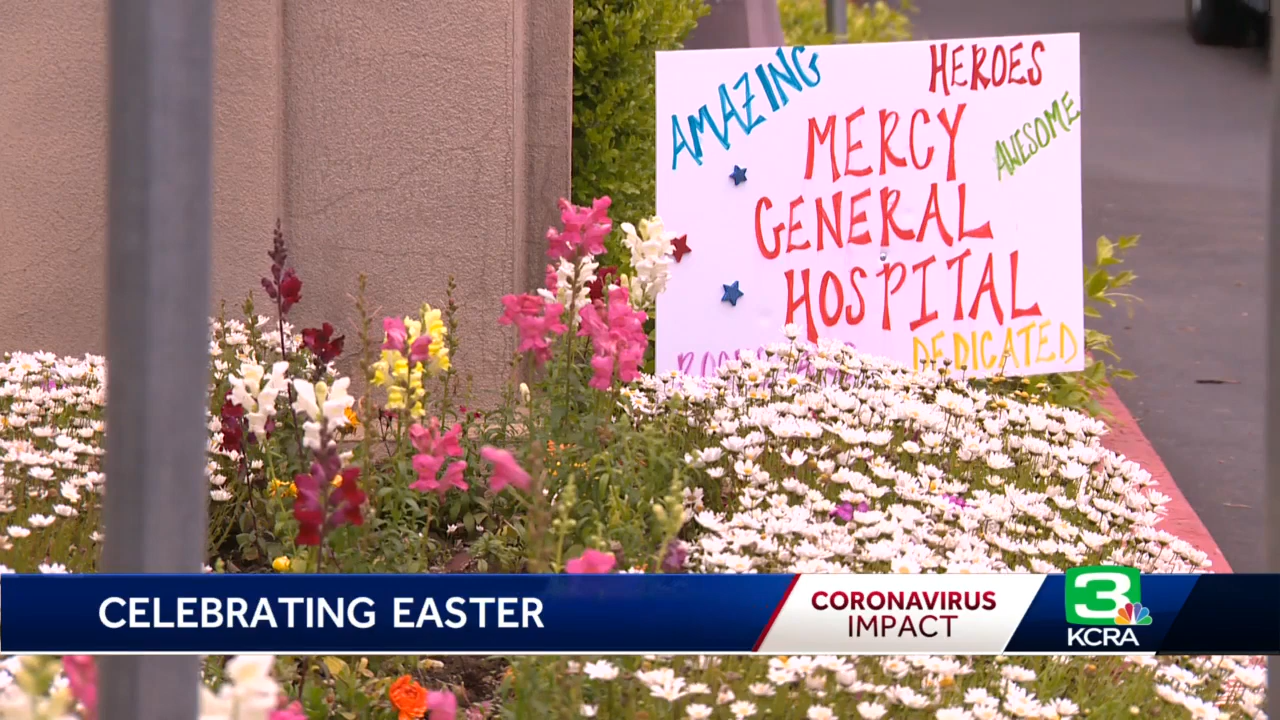 AMAZING
HEROES
AWESOME
MERCY
GENERAL
HOSPITAL
DEDICATED
CELEBRATING EASTER
CORONAVIRUS
IMPACT
3
KCRA